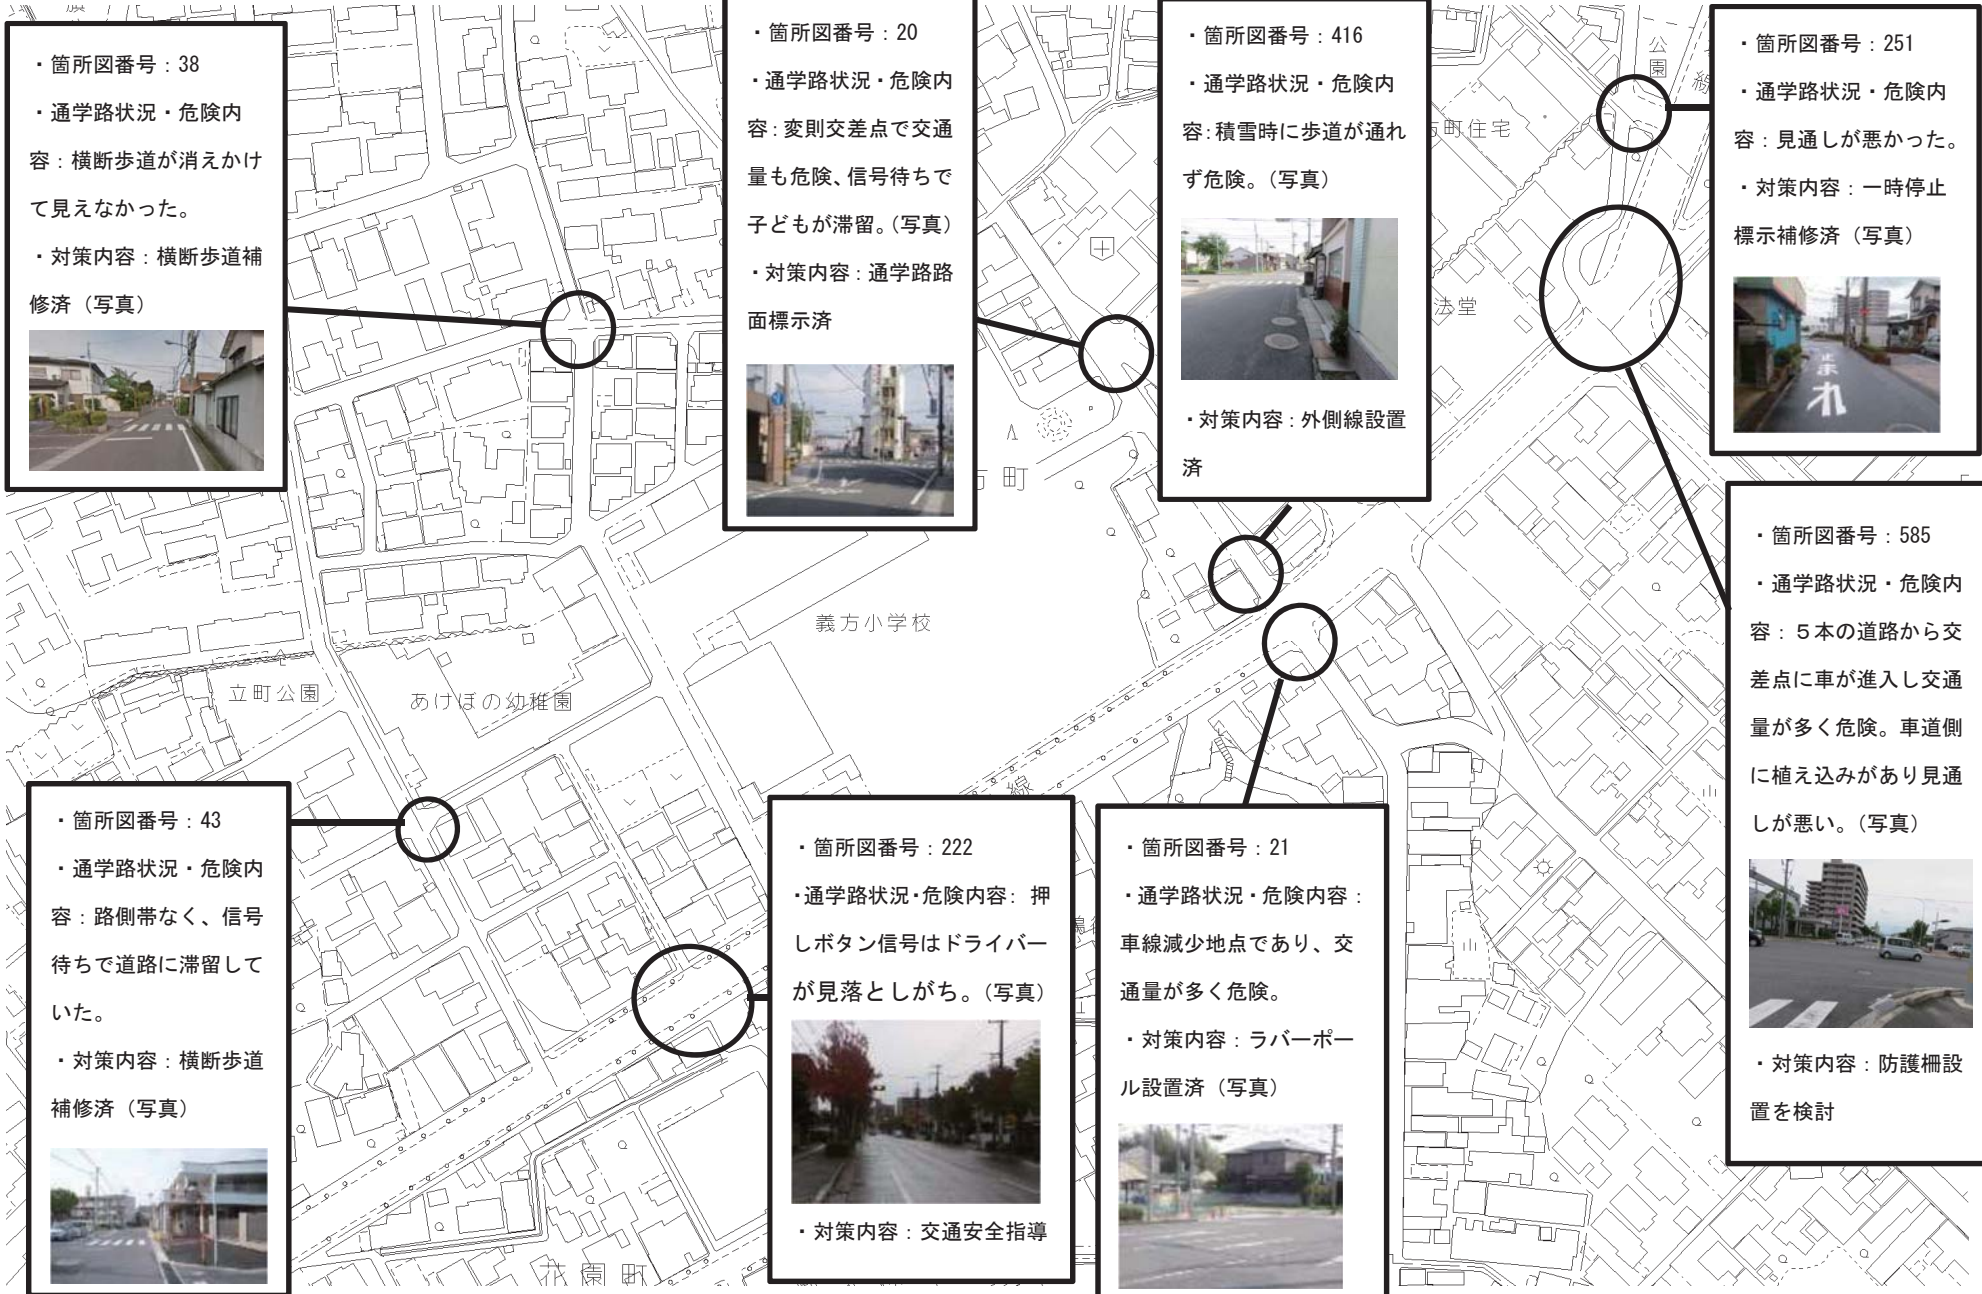 ・箇所図番号：38
・通学路状況・危険内
容：横断歩道が消えかけ
て見えなかった。
・対策内容：横断歩道補
修済（写真）
・箇所図番号：20
・通学路状況・危険内
容：変則交差点で交通
量も危険、信号待ちで
子どもが滞留。（写真）
・対策内容：通学路路
面標示済
・箇所図番号：416
・通学路状況・危険内
容：積雪時に歩道が通れ
ず危険。（写真）
・対策内容：外側線設置
済
・箇所図番号：251
・通学路状況・危険内
容：見通しが悪かった。
・対策内容：一時停止
標示補修済（写真）
止まれ
公園
町住宅
法堂
町
義方小学校
立町公園
あけぼの幼稚園
線
花園町
・箇所図番号：585
・通学路状況・危険内
容：５本の道路から交
差点に車が進入し交通
量が多く危険。車道側
に植え込みがあり見通
しが悪い。（写真）
・対策内容：防護柵設
置を検討
・箇所図番号：43
・通学路状況・危険内
容：路側帯なく、信号
待ちで道路に滞留して
いた。
・対策内容：横断歩道
補修済（写真）
・箇所図番号：222
・通学路状況・危険内容： 押
しボタン信号はドライバー
が見落としがち。（写真）
・対策内容：交通安全指導
・箇所図番号：21
・通学路状況・危険内容：
車線減少地点であり、交
通量が多く危険。
・対策内容：ラバーポー
ル設置済（写真）